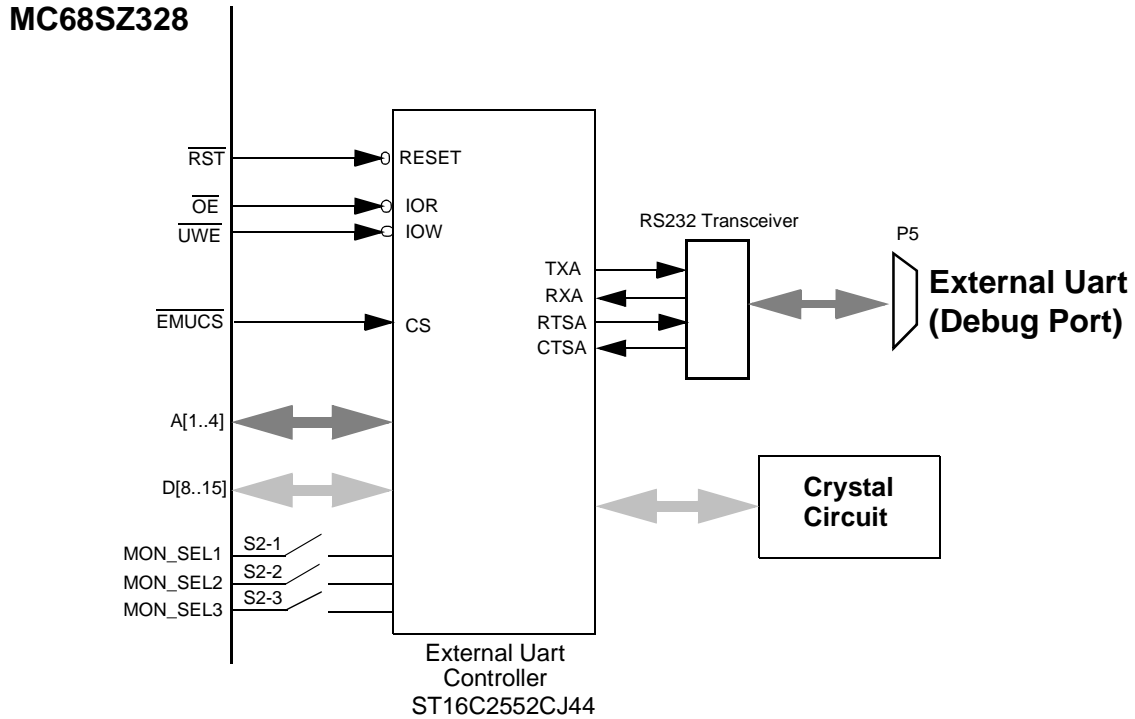 MC68SZ328
RST
RESET
OE
IOR
UWE
IOW
RS232 Transceiver
P5
TXA
RXA
External Uart
(Debug Port)
EMUCS
CS
RTSA
CTSA
A[1..4]
D[8..15]
Crystal
Circuit
MON_SEL1
S2-1
MON_SEL2
S2-2
MON_SEL3
S2-3
External Uart
Controller
ST16C2552CJ44